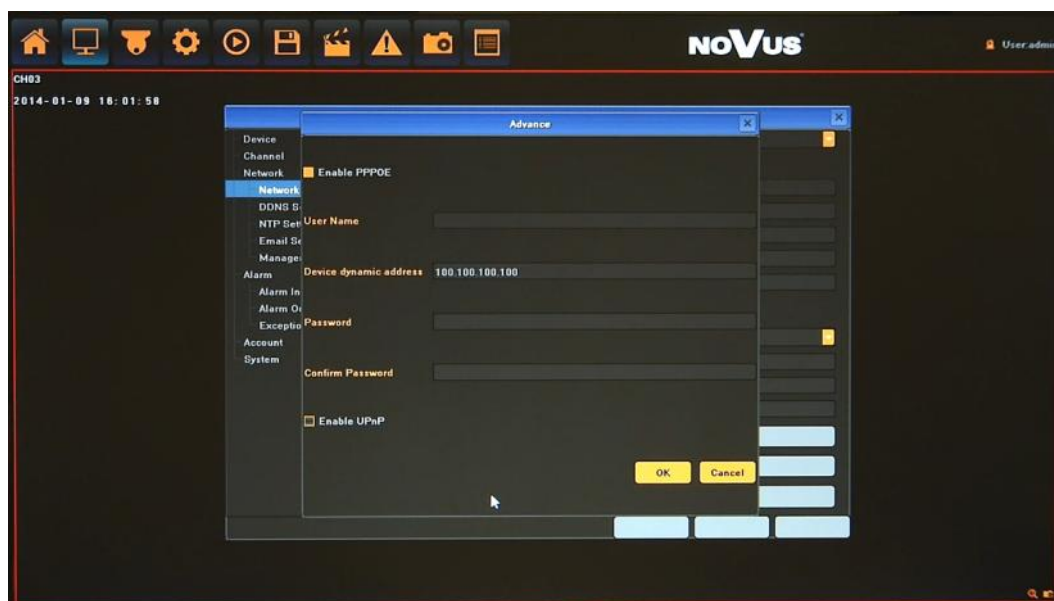 NOVUS
User:admi
CH03
2014-01-09 16:01:58
Advance
Device
Channel
Network
Enable PPPOE
Network
DDNS S
NTP Set
User Name
Email Se
Manage
Alarm
Device dynamic address 100.100.100.100
Alarm In
Alarm Ou
Exceptio
Password
Account
System
Confirm Password
Enable UPnP
OK
Cancel